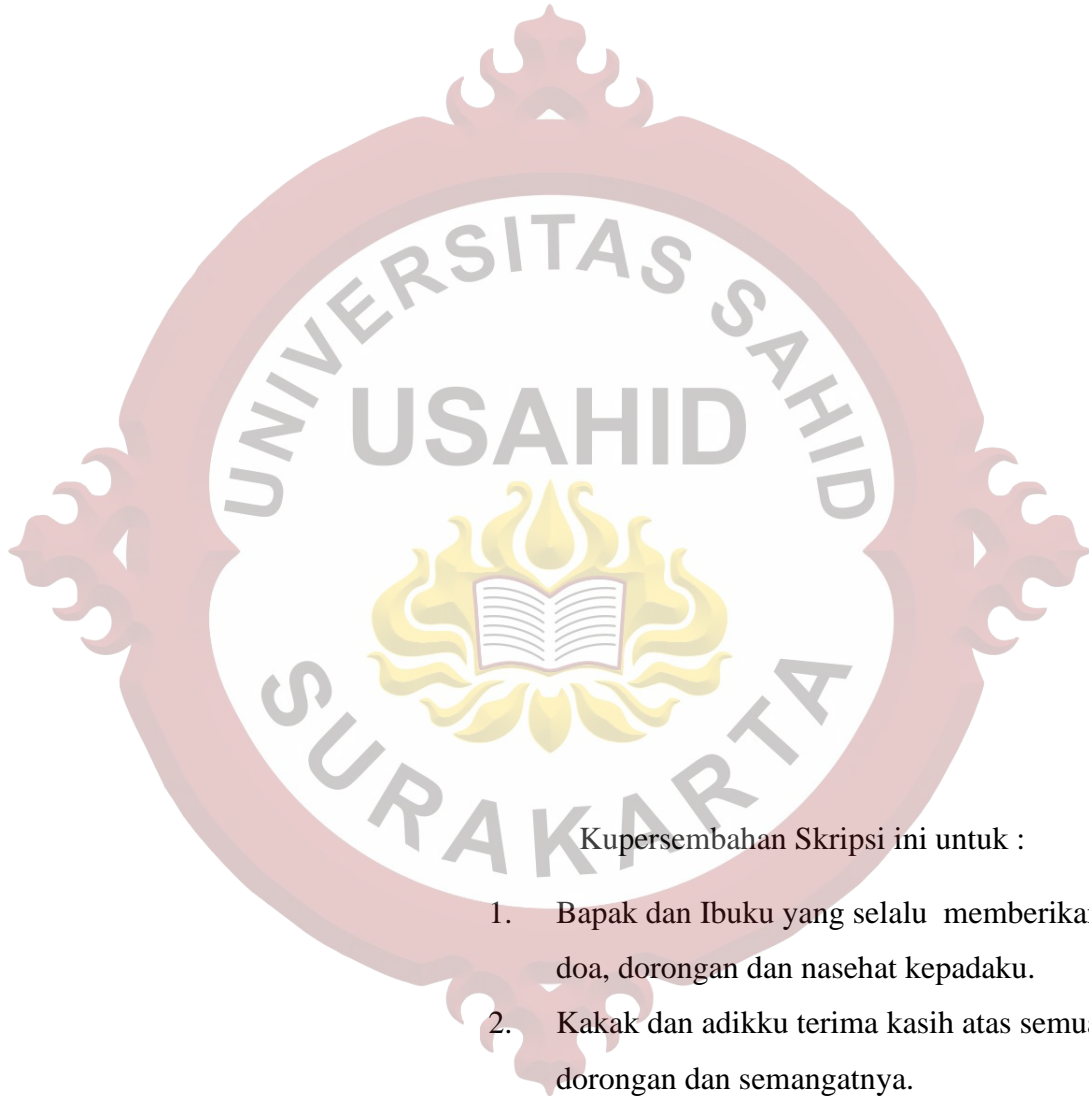 UNIVERSITAS SAHID
USAHID
SURAKARTA
Kupersembahan Skripsi ini untuk :
1. Bapak dan Ibuku yang selalu memberikan
doa, dorongan dan nasehat kepadaku.
2. Kakak dan adikku terima kasih atas semua
dorongan dan semangatnya.